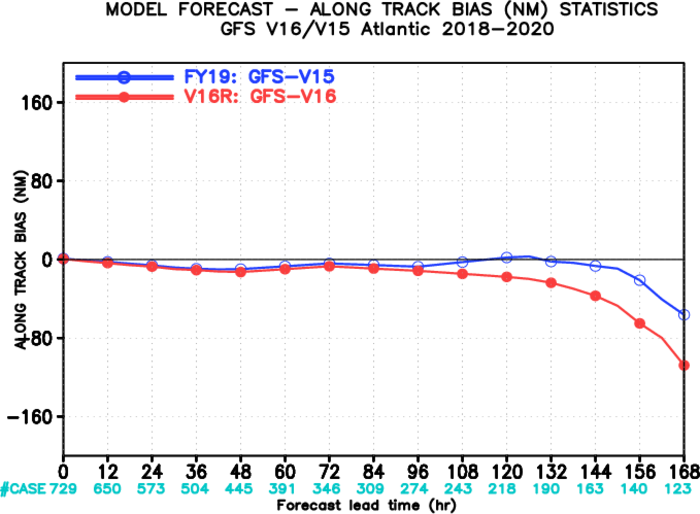 MODEL FORECAST – ALONG TRACK BIAS (NM) STATISTICS
GFS V16/V15 Atlantic 2018–2020
FY19: GFS–V15
V16R: GFS–V16
ALONG TRACK BIAS (NM)
160
80
0
−80
−160
0 12 24 36 48 60 72 84 96 108 120 132 144 156 168
#CASE 729 650 573 504 445 391 346 309 274 243 218 190 163 140 123
Forecast lead time (hr)